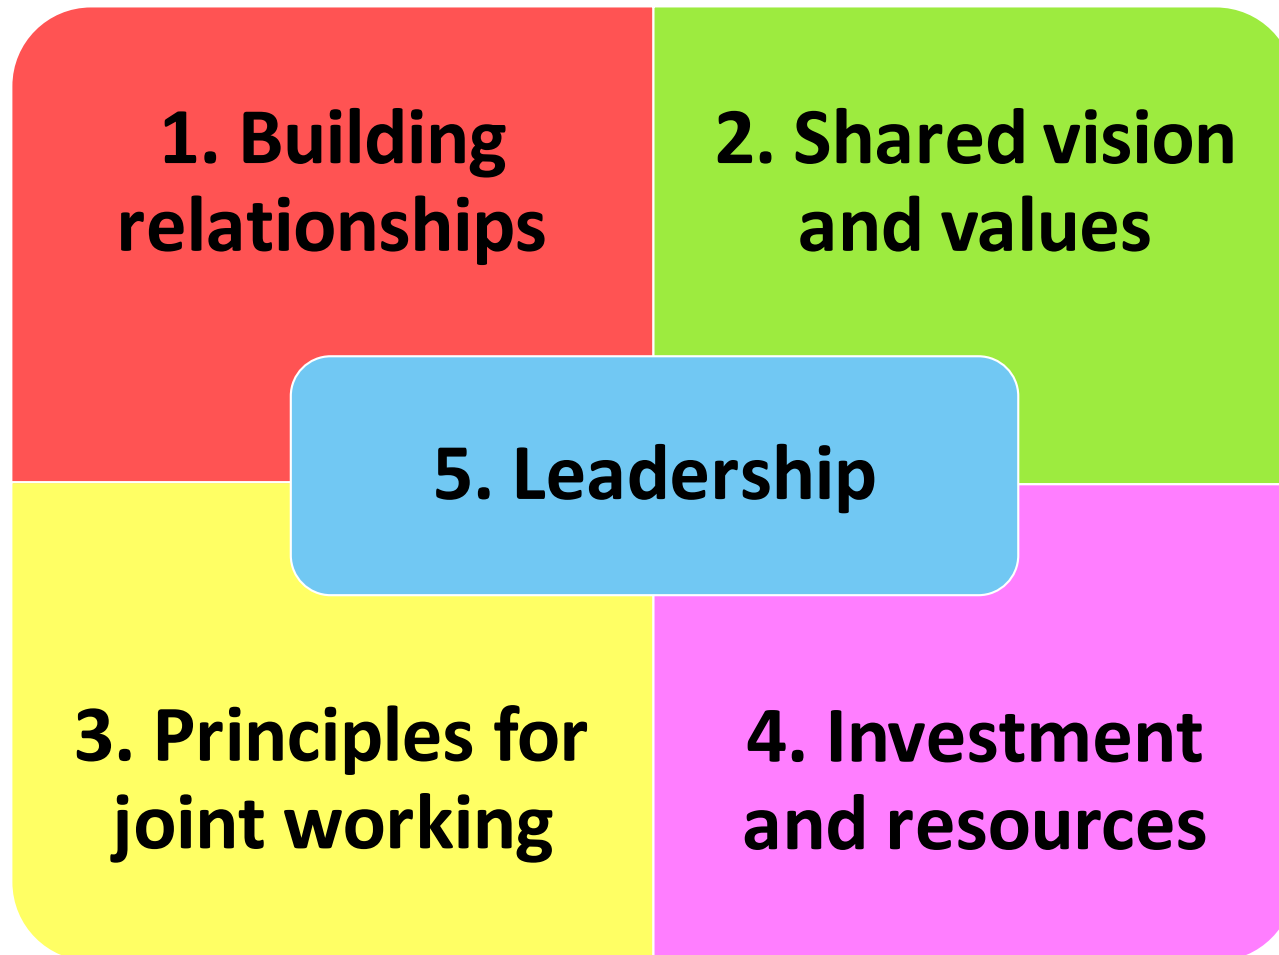 1. Building
relationships
2. Shared vision
and values
5. Leadership
3. Principles for
joint working
4. Investment
and resources